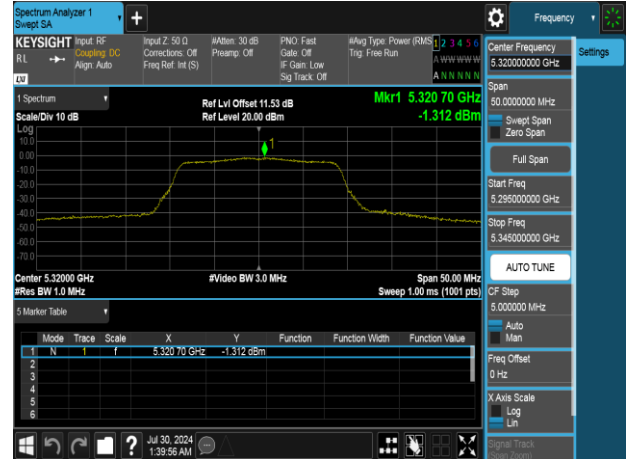 Spectrum Analyzer 1
Swept SA
Frequency
KEYSIGHT
RL
LXI
Input: RF
Coupling: DC
Align: Auto
Input Z: 50 Ω
Corrections: Off
Freq Ref: Int (S)
#Atten: 30 dB
Preamp: Off
PNO: Fast
Gate: Off
IF Gain: Low
Sig Track: Off
#Avg Type: Power (RMS
Trig: Free Run
1 2 3 4 5 6
A W W W W W
A N N N N N
1 Spectrum
Scale/Div 10 dB
Ref Lvl Offset 11.53 dB
Ref Level 20.00 dBm
Mkr1 5.320 70 GHz
-1.312 dBm
Log
10.0
0.00
-10.0
-20.0
-30.0
-40.0
-50.0
-60.0
-70.0
1
Center 5.32000 GHz
#Video BW 3.0 MHz
Span 50.00 MHz
#Res BW 1.0 MHz
Sweep 1.00 ms (1001 pts)
5 Marker Table
Mode Trace Scale X Y Function Function Width Function Value
1 N 1 f 5.320 70 GHz -1.312 dBm
2
3
4
5
6
Jul 30, 2024
1:39:56 AM
Center Frequency
5.320000000 GHz
Span
50.0000000 MHz
Swept Span
Zero Span
Full Span
Start Freq
5.295000000 GHz
Stop Freq
5.345000000 GHz
AUTO TUNE
CF Step
5.000000 MHz
Auto
Man
Freq Offset
0 Hz
X Axis Scale
Log
Lin
Signal Track
(Span Zoom)
Settings